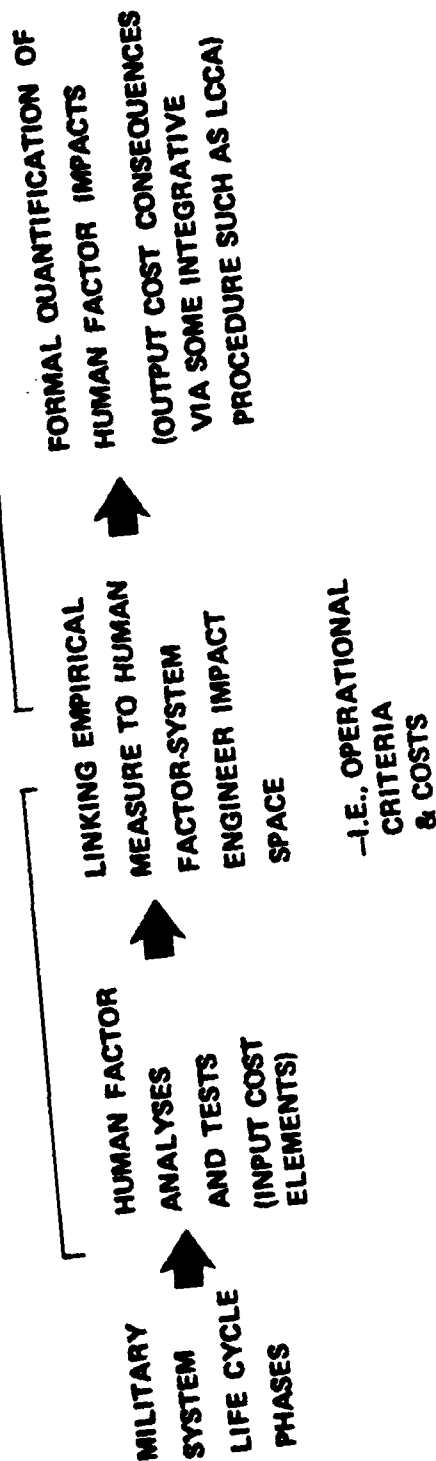 MILITARY
SYSTEM
LIFE CYCLE
PHASES
HUMAN FACTOR
ANALYSES
AND TESTS
(INPUT COST
ELEMENTS)
LINKING EMPIRICAL
MEASURE TO HUMAN
FACTOR-SYSTEM
ENGINEER IMPACT
SPACE
–I.E., OPERATIONAL
CRITERIA
& COSTS
FORMAL QUANTIFICATION OF
HUMAN FACTOR IMPACTS
(OUTPUT COST CONSEQUENCES
VIA SOME INTEGRATIVE
PROCEDURE SUCH AS LCCA)